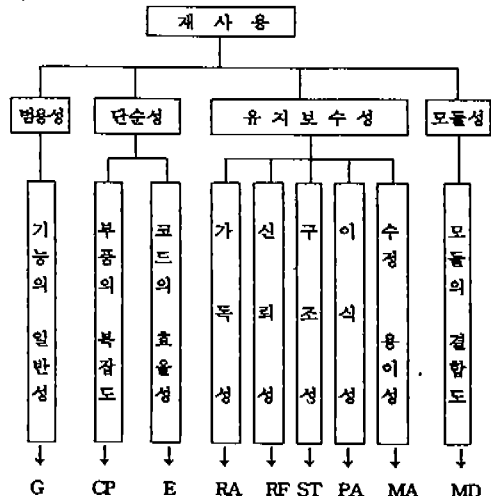 재 사 용
범용성 단순성 유 지 보 수 성 모듈성
기능의 일반성
부품의 복잡도
코드의 효율성
가 독 성
신 뢰 성
구 조 성
이 식 성
수정 용이성
모듈의 결합도
G CP E RA RF ST PA MA MD